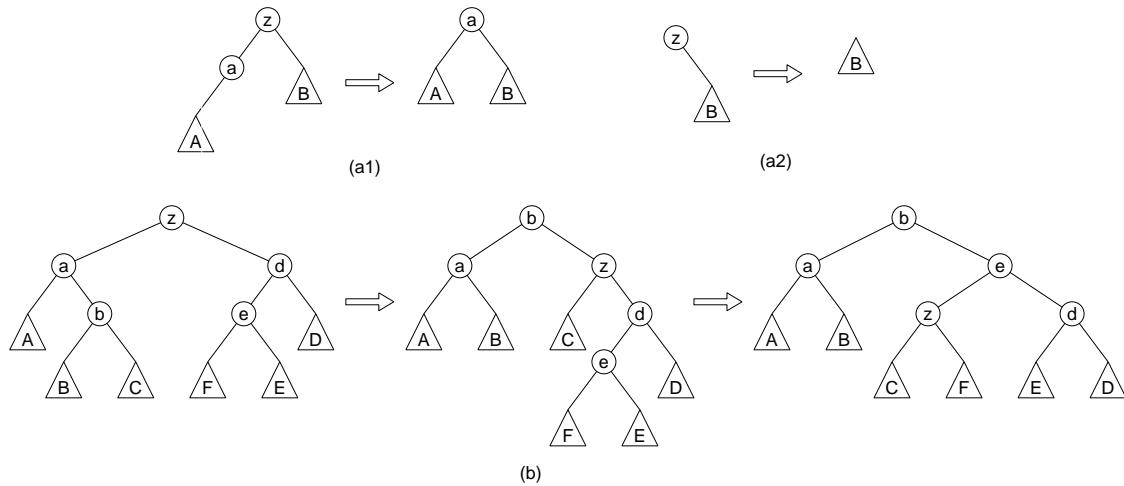 z a z
a B A B B
A B
(a1) (a2)
z b b
a d a z a e
A b e D A B C d A B z d
B C F E e D C F E D
F E
(b)